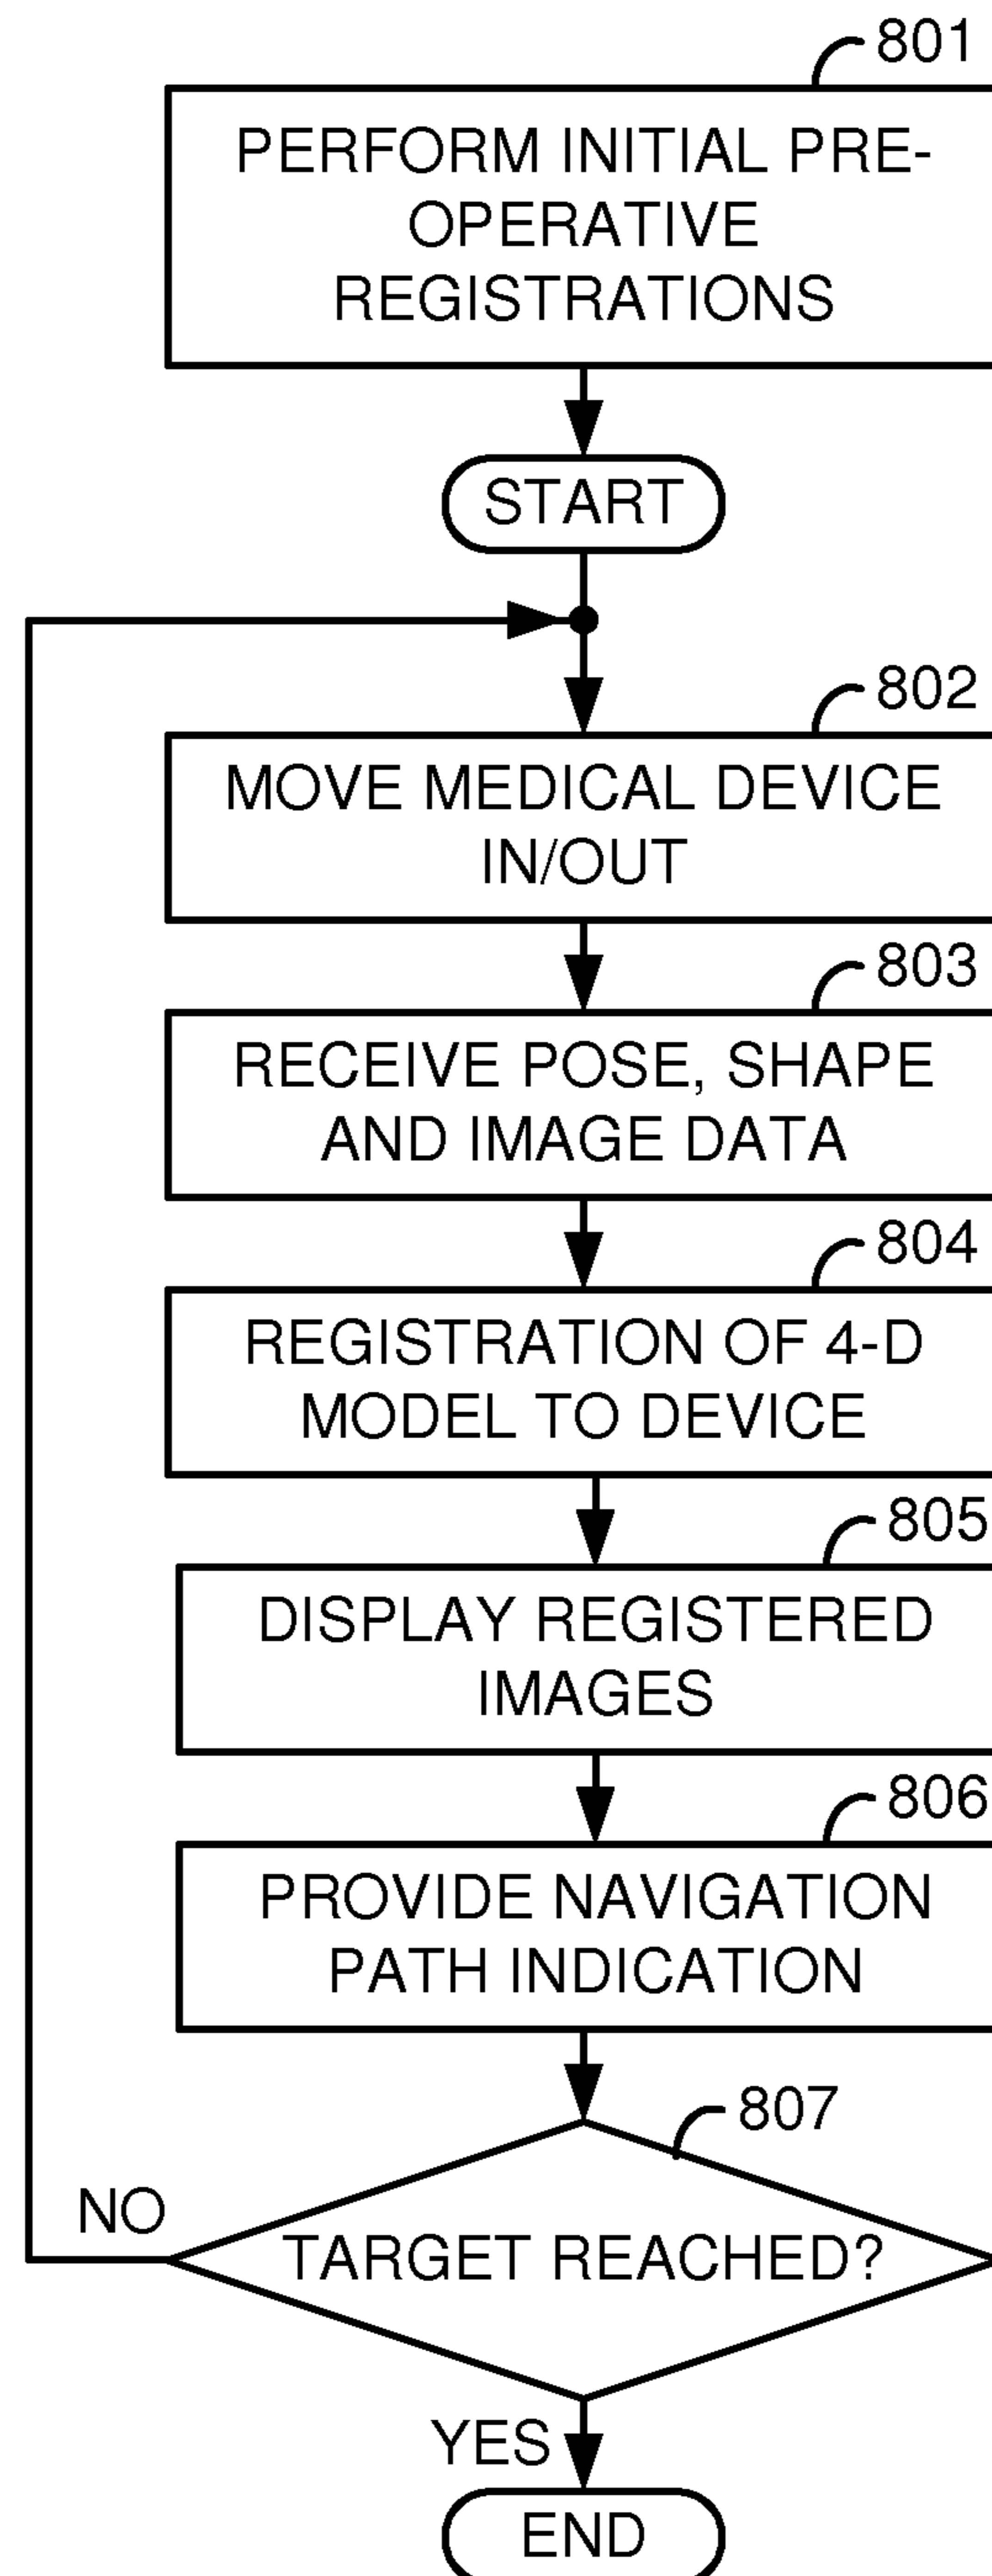 801
PERFORM INITIAL PRE-
OPERATIVE
REGISTRATIONS
START
802
MOVE MEDICAL DEVICE
IN/OUT
803
RECEIVE POSE, SHAPE
AND IMAGE DATA
804
REGISTRATION OF 4-D
MODEL TO DEVICE
805
DISPLAY REGISTERED
IMAGES
806
PROVIDE NAVIGATION
PATH INDICATION
807
NO
TARGET REACHED?
YES
END